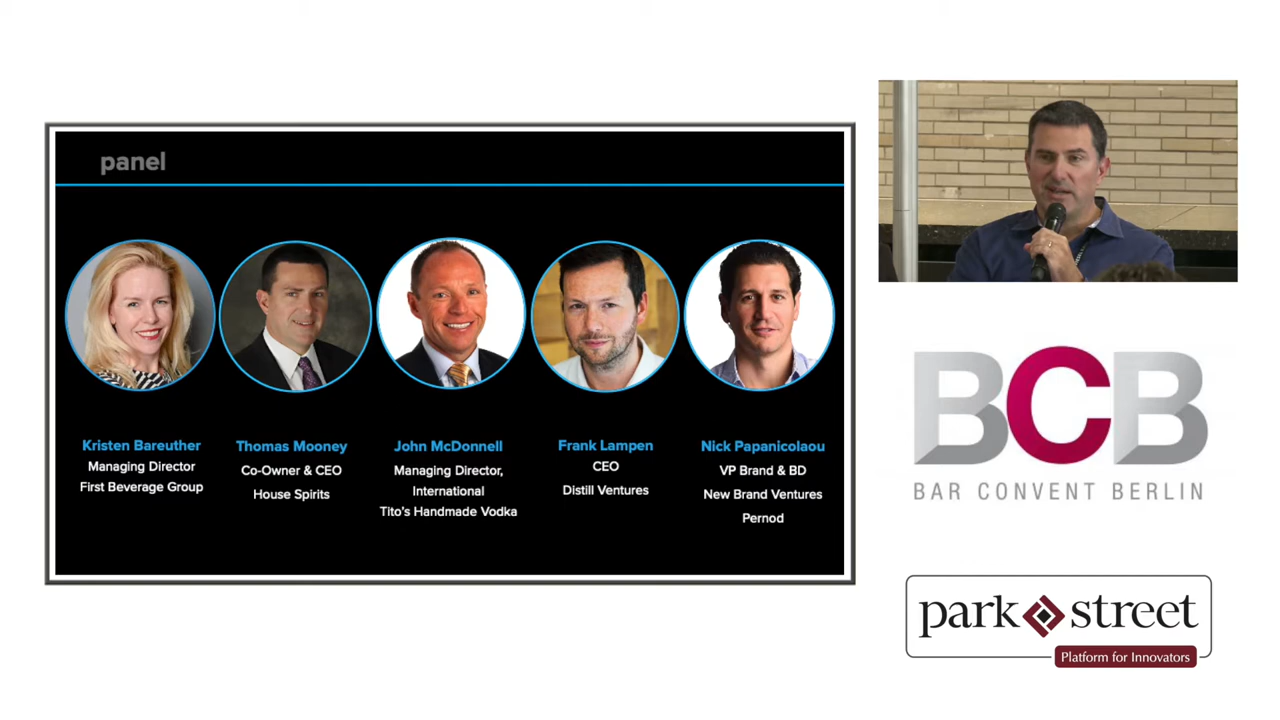 panel
Kristen Bareuther
Managing Director
First Beverage Group
Thomas Mooney
Co-Owner & CEO
House Spirits
John McDonnell
Managing Director,
International
Tito's Handmade Vodka
Frank Lampen
CEO
Distill Ventures
Nick Papanicolaou
VP Brand & BD
New Brand Ventures
Pernod
BCB
BAR CONVENT BERLIN
park street
Platform for Innovators